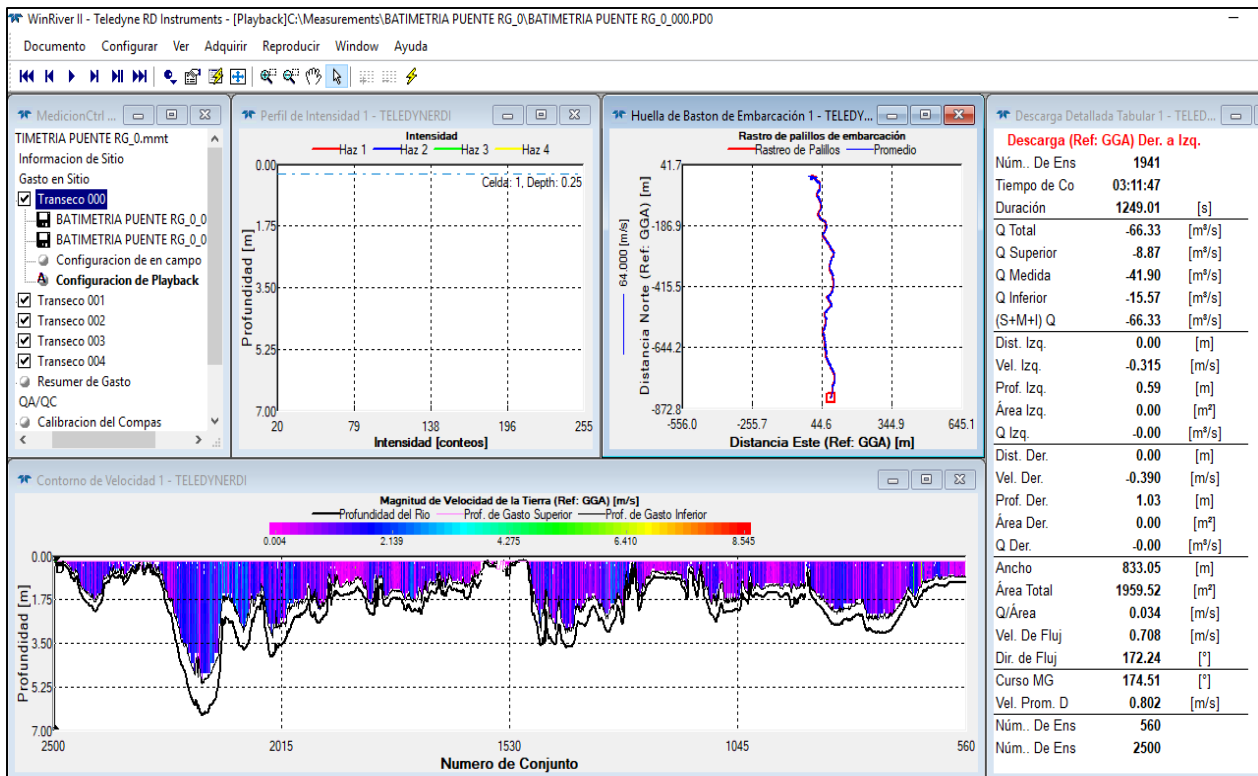 WinRiver II - Teledyne RD Instruments - [Playback]C:\Measurements\BATIMETRIA PUENTE RG_0\BATIMETRIA PUENTE RG_0_000.PD0
Documento Configurar Ver Adquirir Reproducir Window Ayuda
MedicionCtrl ...
TIMETRIA PUENTE RG_0.mmt
Informacion de Sitio
Gasto en Sitio
Transeco 000
BATIMETRIA PUENTE RG_0_0
BATIMETRIA PUENTE RG_0_0
Configuracion de en campo
Configuracion de Playback
Transeco 001
Transeco 002
Transeco 003
Transeco 004
Resumer de Gasto
QA/QC
Calibracion del Compas
Perfil de Intensidad 1 - TELEDYNERDI
Intensidad
Haz 1 Haz 2 Haz 3 Haz 4
0.00
Celda: 1, Depth: 0.25
1.75
3.50
5.25
7.00
Profundidad [m]
20 79 138 196 255
Intensidad [conteos]
Huella de Baston de Embarcación 1 - TELEDY...
Rastro de palillos de embarcación
Rastreo de Palillos Promedio
41.7
-186.9
-415.5
-644.2
-872.8
64.000 [m/s]
Distancia Norte (Ref: GGA) [m]
-556.0 -255.7 44.6 344.9 645.1
Distancia Este (Ref: GGA) [m]
Descarga Detallada Tabular 1 - TELED...
Descarga (Ref: GGA) Der. a Izq.
Núm.. De Ens 1941
Tiempo de Co 03:11:47
Duración 1249.01 [s]
Q Total -66.33 [m³/s]
Q Superior -8.87 [m³/s]
Q Medida -41.90 [m³/s]
Q Inferior -15.57 [m³/s]
(S+M+I) Q -66.33 [m³/s]
Dist. Izq. 0.00 [m]
Vel. Izq. -0.315 [m/s]
Prof. Izq. 0.59 [m]
Área Izq. 0.00 [m²]
Q Izq. -0.00 [m³/s]
Dist. Der. 0.00 [m]
Vel. Der. -0.390 [m/s]
Prof. Der. 1.03 [m]
Área Der. 0.00 [m²]
Q Der. -0.00 [m³/s]
Ancho 833.05 [m]
Área Total 1959.52 [m²]
Q/Área 0.034 [m/s]
Vel. De Fluj 0.708 [m/s]
Dir. de Fluj 172.24 [°]
Curso MG 174.51 [°]
Vel. Prom. D 0.802 [m/s]
Núm.. De Ens 560
Núm.. De Ens 2500
Contorno de Velocidad 1 - TELEDYNERDI
Magnitud de Velocidad de la Tierra (Ref: GGA) [m/s]
Profundidad del Rio Prof. de Gasto Superior Prof. de Gasto Inferior
0.004 2.139 4.275 6.410 8.545
0.00
D
1.75
3.50
5.25
7.00
Profundidad [m]
2500 2015 1530 1045 560
Numero de Conjunto